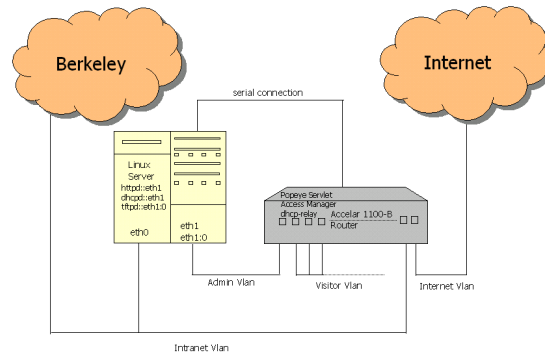 Berkeley
Internet
serial connection
Linux
Server
httpd::eth1
dhcpd::eth1
tftpd::eth1:0
eth0
eth1
eth1:0
Popeye Servlet
Access Manager
dhcp-relay
Accelar 1100-B
Router
Admin Vlan
Visitor Vlan
Internet Vlan
Intranet Vlan